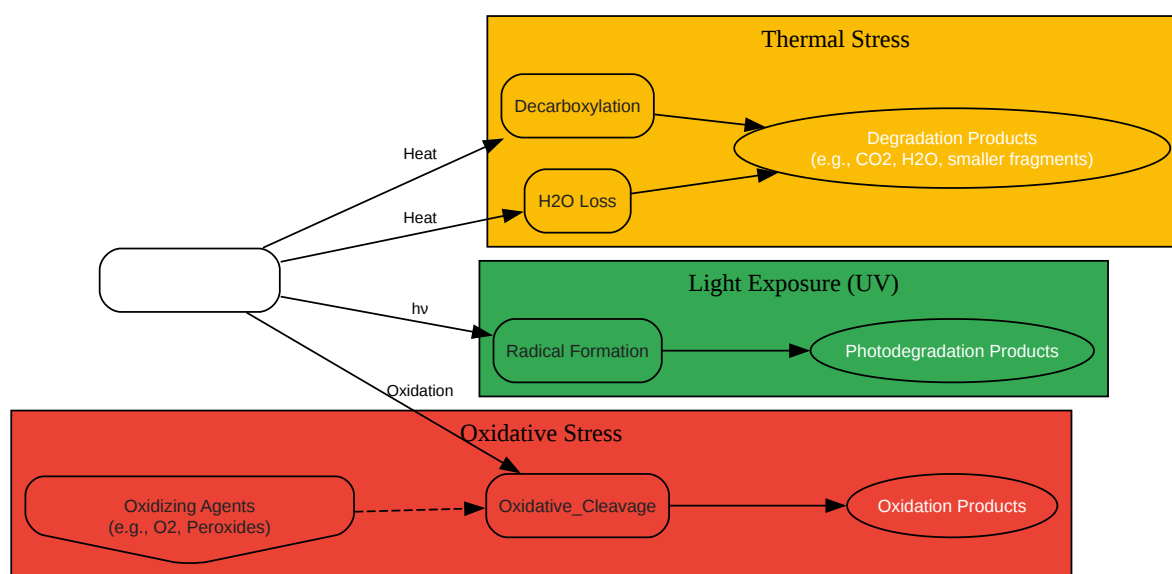 Thermal Stress
Decarboxylation
Degradation Products
(e.g., CO2, H2O, smaller fragments)
Heat
H2O Loss
Heat
Light Exposure (UV)
hν
Radical Formation
Photodegradation Products
Oxidation
Oxidative Stress
Oxidizing Agents
(e.g., O2, Peroxides)
Oxidative_Cleavage
Oxidation Products